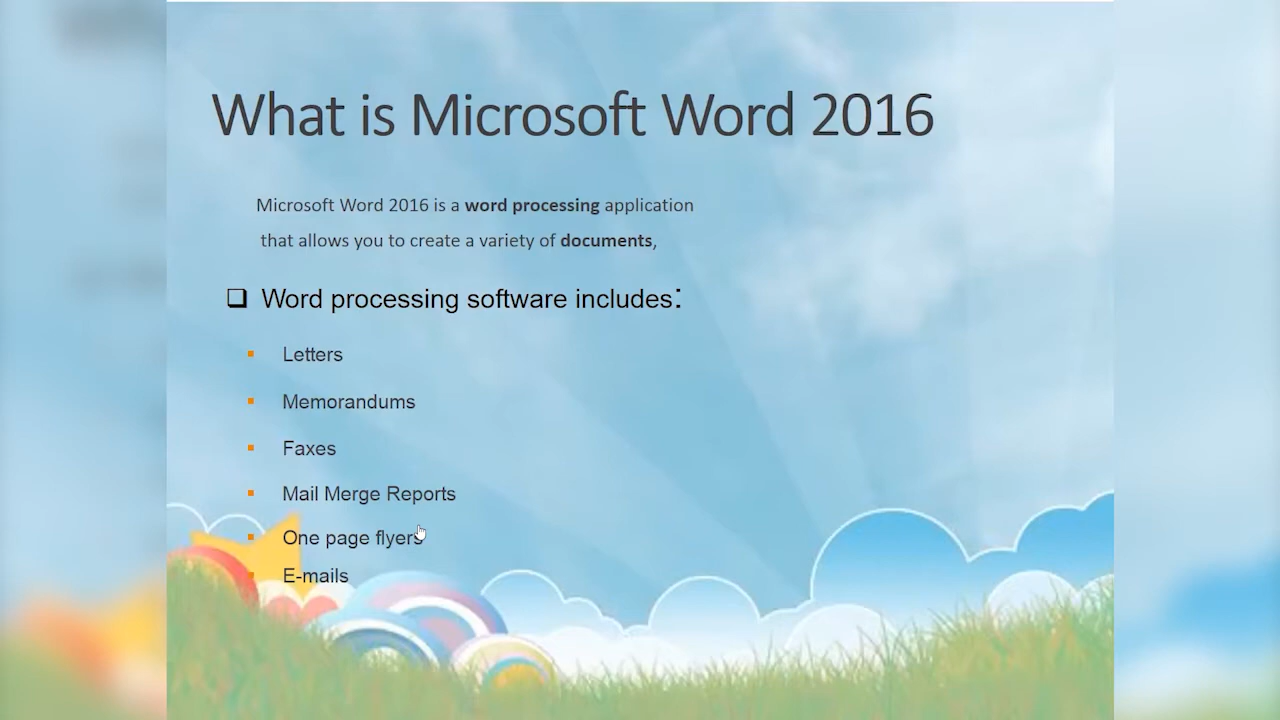 What is Microsoft Word 2016
Microsoft Word 2016 is a word processing application
that allows you to create a variety of documents,
Word processing software includes:
Letters
Memorandums
Faxes
Mail Merge Reports
One page flyers
E-mails